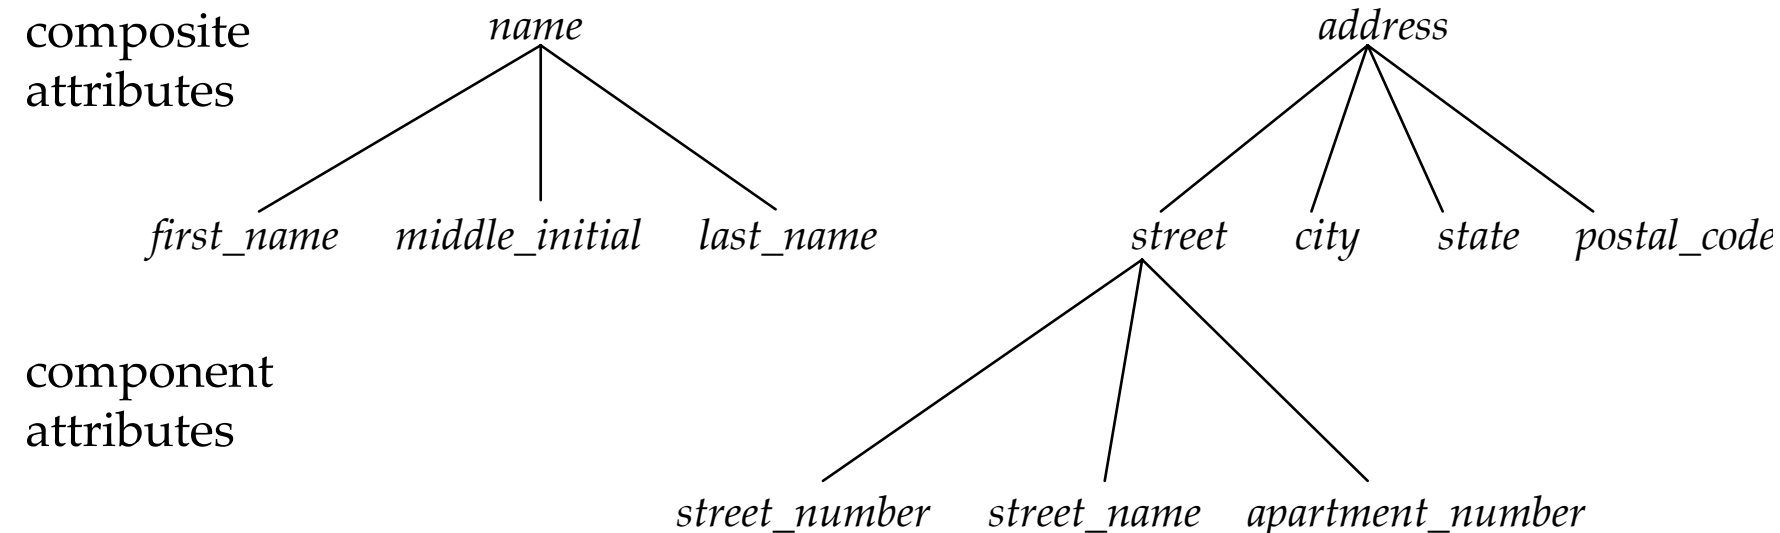 composite
attributes
name
address
first_name middle_initial last_name
street city state postal_code
component
attributes
street_number street_name apartment_number